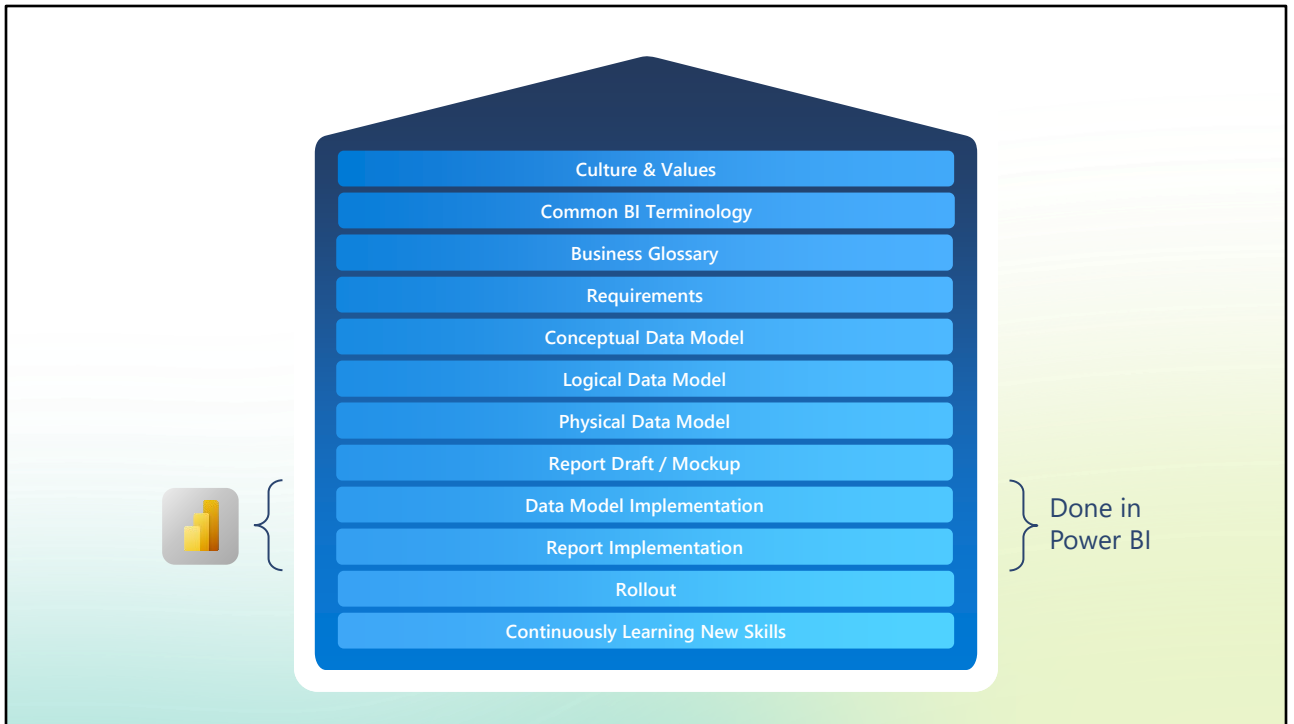 Culture & Values
Common BI Terminology
Business Glossary
Requirements
Conceptual Data Model
Logical Data Model
Physical Data Model
Report Draft / Mockup
Data Model Implementation
Report Implementation
Rollout
Continuously Learning New Skills
Done in
Power BI